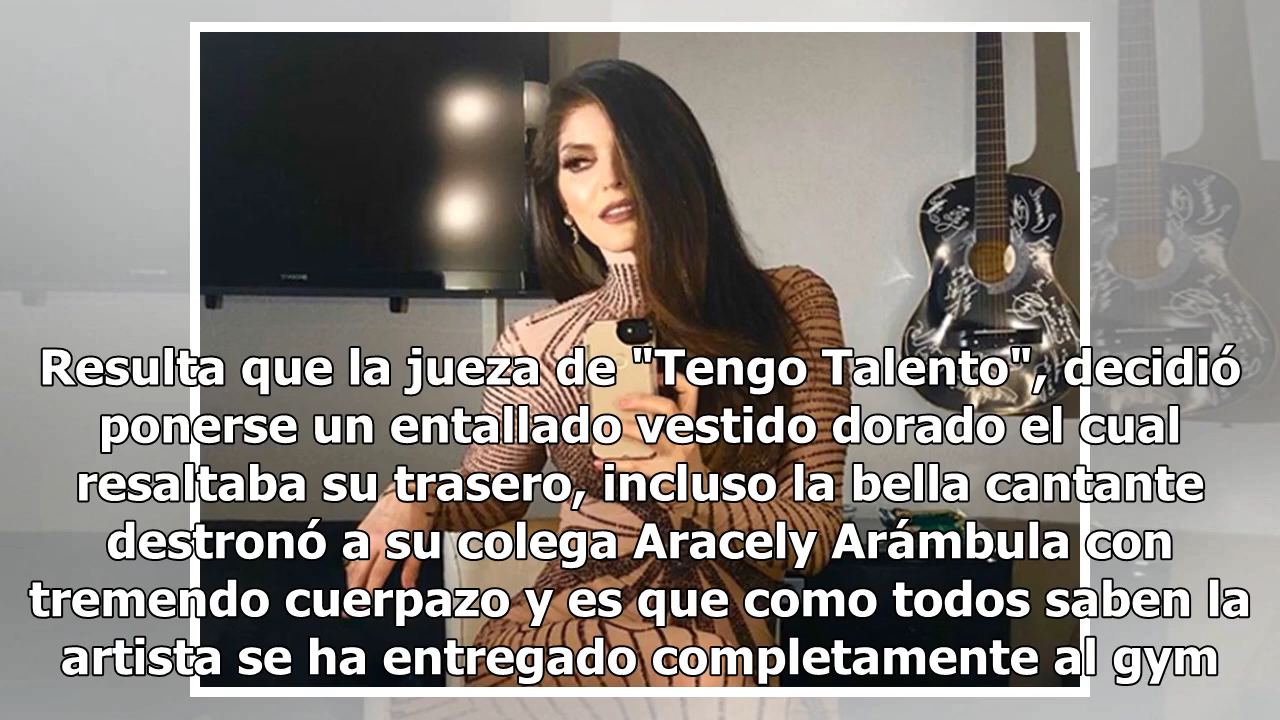 Resulta que la jueza de "Tengo Talento", decidió
ponerse un entallado vestido dorado el cual
resaltaba su trasero, incluso la bella cantante
destronó a su colega Aracely Arámbula con
tremendo cuerpazo y es que como todos saben la
artista se ha entregado completamente al gym